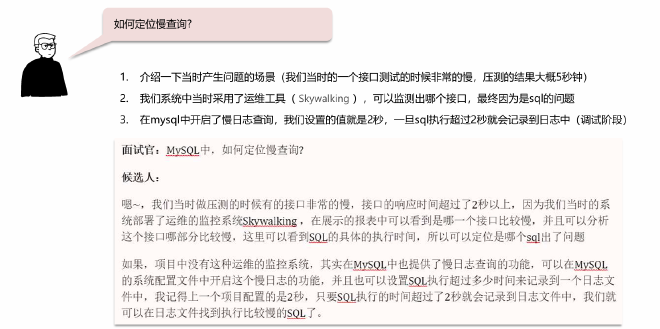 如何定位慢查询?
1. 介绍一下当时产生问题的场景（我们当时的一个接口测试的时候非常的慢，压测的结果大概5秒钟）
2. 我们系统中当时采用了运维工具（ Skywalking ），可以监测出哪个接口，最终因为是sql的问题
3. 在mysql中开启了慢日志查询，我们设置的值就是2秒，一旦sql执行超过2秒就会记录到日志中（调试阶段）
面试官：MySQL中，如何定位慢查询?
候选人：
嗯~，我们当时做压测的时候有的接口非常的慢，接口的响应时间超过了2秒以上，因为我们当时的系
统部署了运维的监控系统Skywalking ，在展示的报表中可以看到是哪一个接口比较慢，并且可以分析
这个接口哪部分比较慢，这里可以看到SQL的具体的执行时间，所以可以定位是哪个sql出了问题
如果，项目中没有这种运维的监控系统，其实在MySQL中也提供了慢日志查询的功能，可以在MySQL
的系统配置文件中开启这个慢日志的功能，并且也可以设置SQL执行超过多少时间来记录到一个日志文
件中，我记得上一个项目配置的是2秒，只要SQL执行的时间超过了2秒就会记录到日志文件中，我们就
可以在日志文件找到执行比较慢的SQL了。